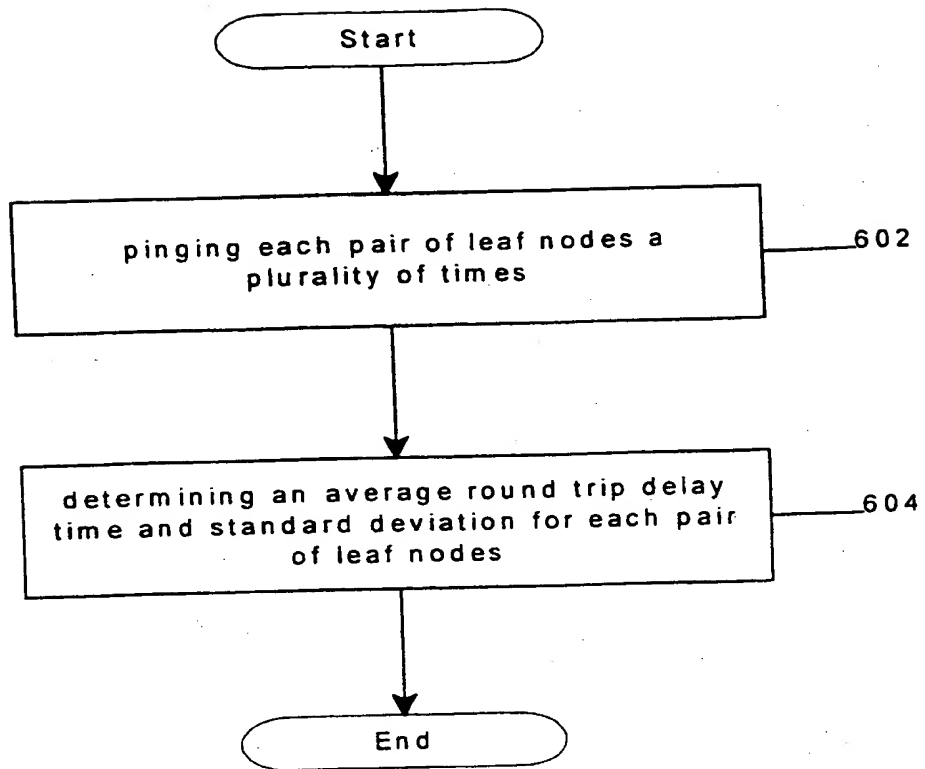 Start
pinging each pair of leaf nodes a
plurality of times
602
determining an average round trip delay
time and standard deviation for each pair
of leaf nodes
604
End